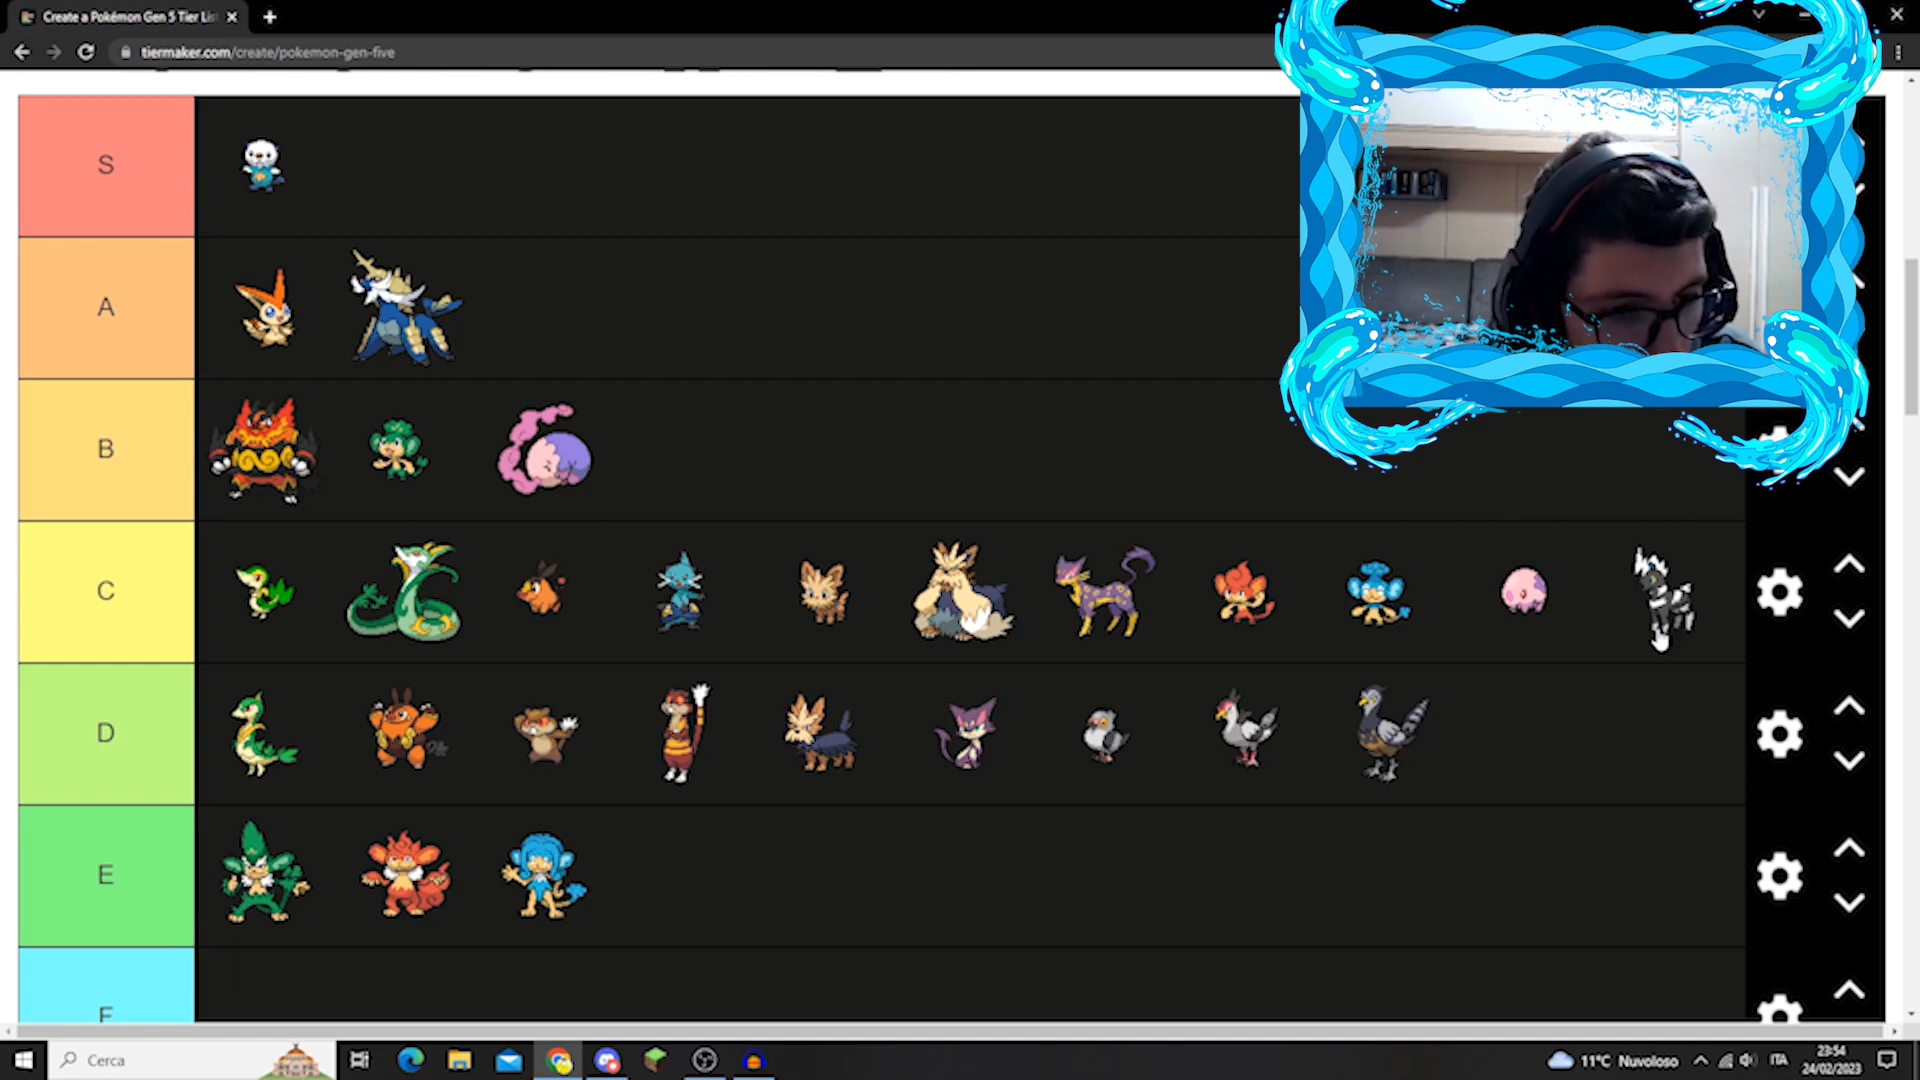 Create a Pokémon Gen 5 Tier Lis
tiermaker.com/create/pokemon-gen-five
S
A
B
C
D
E
F
Cerca
11°C Nuvoloso
ITA
23:54
24/02/2023